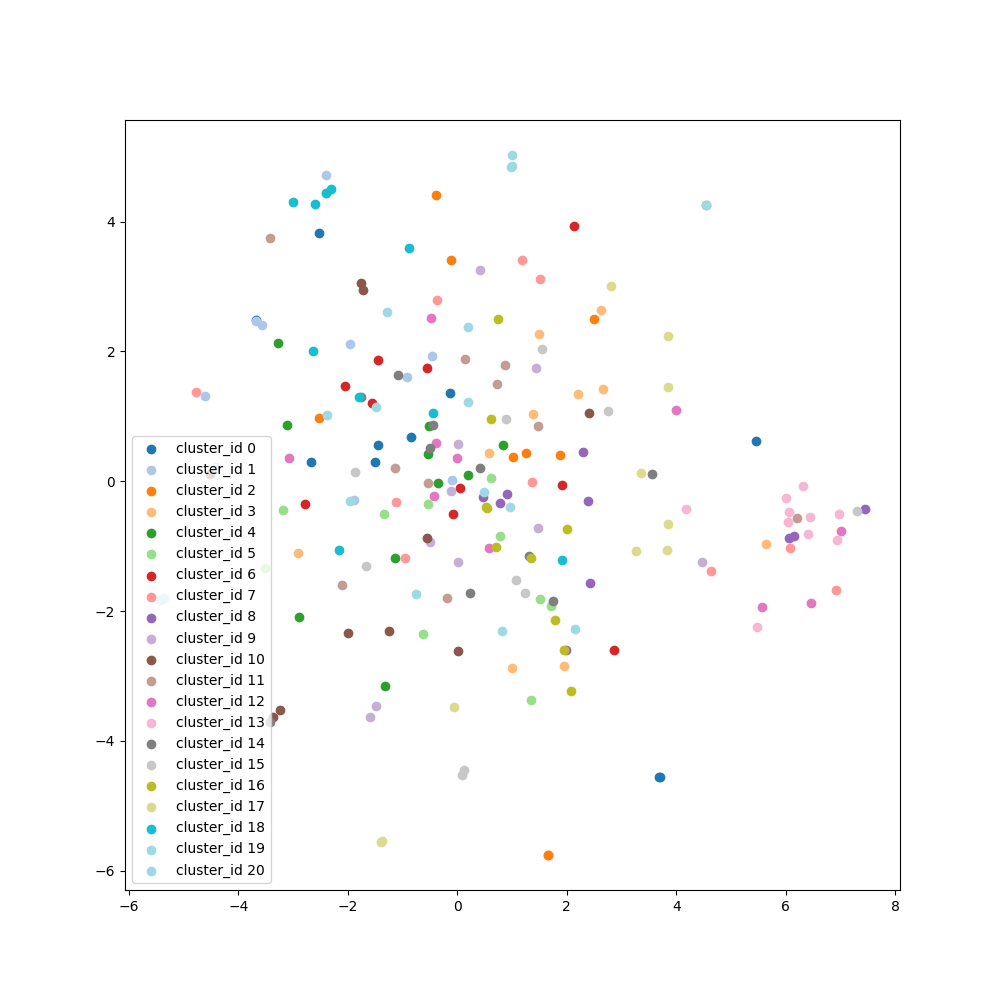 4
2
0
−2
−4
−6
cluster_id 0
cluster_id 1
cluster_id 2
cluster_id 3
cluster_id 4
cluster_id 5
cluster_id 6
cluster_id 7
cluster_id 8
cluster_id 9
cluster_id 10
cluster_id 11
cluster_id 12
cluster_id 13
cluster_id 14
cluster_id 15
cluster_id 16
cluster_id 17
cluster_id 18
cluster_id 19
cluster_id 20
−6 −4 −2 0 2 4 6 8